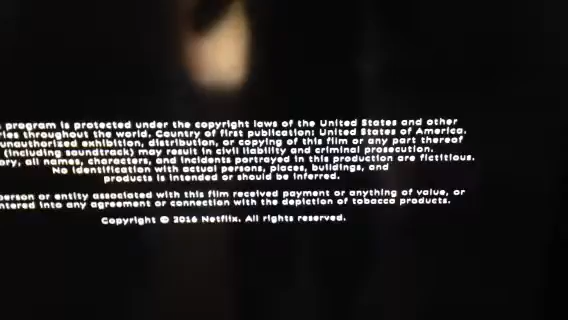 program is protected under the copyright laws of the United States and other
throughout the world. Country of first publication: United States of America.
unauthorized exhibition, distribution, or copying of this film or any part thereof
(including soundtrack) may result in civil liability and criminal prosecution.
all names, characters, and incidents portrayed in this production are fictitious.
No identification with actual persons, places, buildings, and
products is intended or should be inferred.
person or entity associated with this film received payment or anything of value, or
into any agreement or connection with the depiction of tobacco products.
Copyright © 2016 Netflix. All rights reserved.